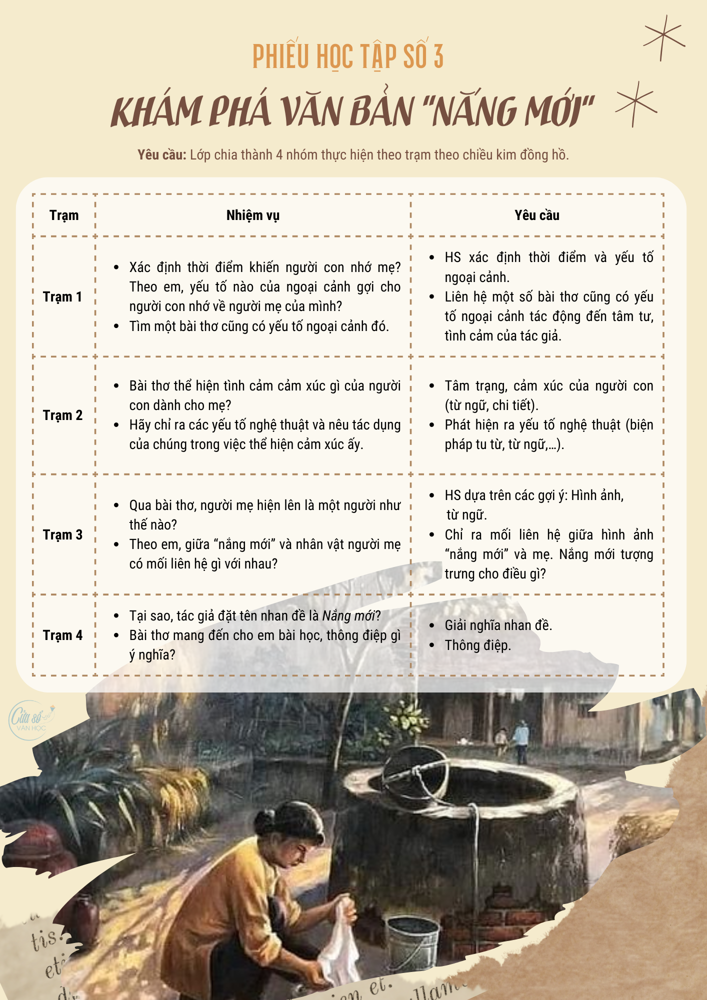 PHIẾU HỌC TẬP SỐ 3
KHÁM PHÁ VĂN BẢN "NẮNG MỚI"
Yêu cầu: Lớp chia thành 4 nhóm thực hiện theo trạm theo chiều kim đồng hồ.
Trạm
Nhiệm vụ
Yêu cầu
Trạm 1
• Xác định thời điểm khiến người con nhớ mẹ?
Theo em, yếu tố nào của ngoại cảnh gợi cho
người con nhớ về người mẹ của mình?
• Tìm một bài thơ cũng có yếu tố ngoại cảnh đó.
• HS xác định thời điểm và yếu tố
ngoại cảnh.
• Liên hệ một số bài thơ cũng có yếu
tố ngoại cảnh tác động đến tâm tư,
tình cảm của tác giả.
Trạm 2
• Bài thơ thể hiện tình cảm cảm xúc gì của người
con dành cho mẹ?
• Hãy chỉ ra các yếu tố nghệ thuật và nêu tác dụng
của chúng trong việc thể hiện cảm xúc ấy.
• Tâm trạng, cảm xúc của người con
(từ ngữ, chi tiết).
• Phát hiện ra yếu tố nghệ thuật (biện
pháp tu từ, từ ngữ,...).
Trạm 3
• Qua bài thơ, người mẹ hiện lên là một người như
thế nào?
• Theo em, giữa “nắng mới” và nhân vật người mẹ
có mối liên hệ gì với nhau?
• HS dựa trên các gợi ý: Hình ảnh,
từ ngữ.
• Chỉ ra mối liên hệ giữa hình ảnh
“nắng mới” và mẹ. Nắng mới tượng
trưng cho điều gì?
Trạm 4
• Tại sao, tác giả đặt tên nhan đề là Nắng mới?
• Bài thơ mang đến cho em bài học, thông điệp gì
ý nghĩa?
• Giải nghĩa nhan đề.
• Thông điệp.
Cửa sổ
VĂN HỌC
tis.
et.